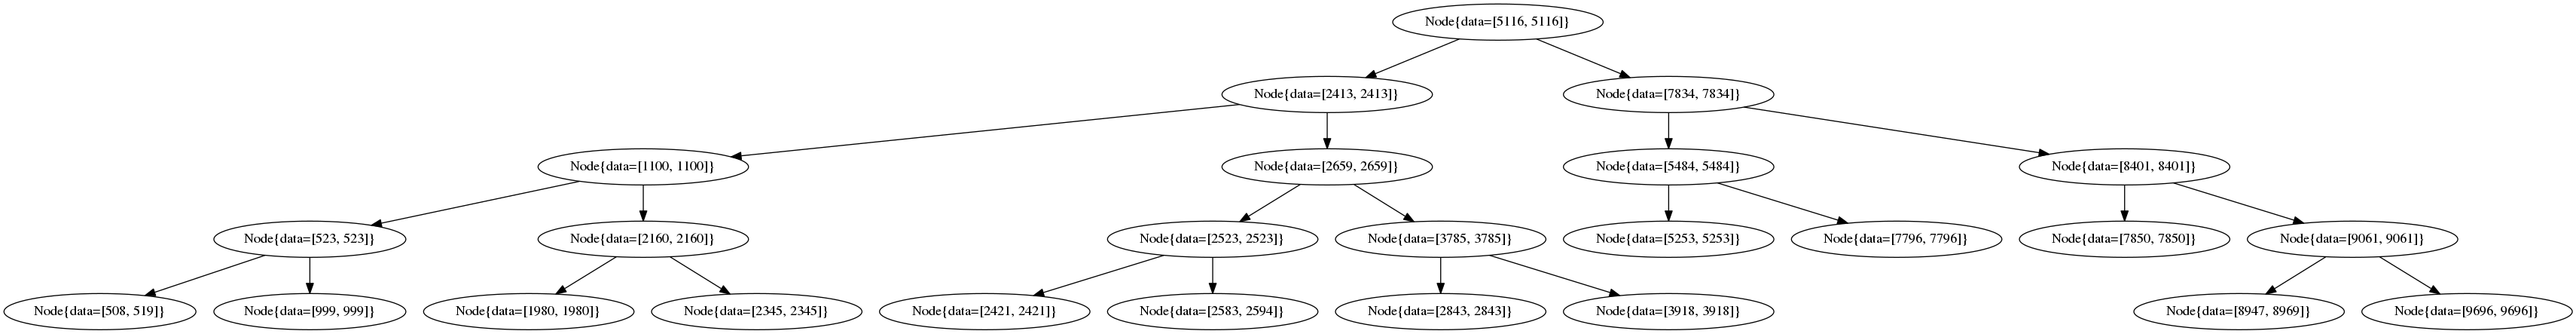 Node{data=[5116, 5116]}
Node{data=[2413, 2413]}
Node{data=[7834, 7834]}
Node{data=[1100, 1100]}
Node{data=[2659, 2659]}
Node{data=[5484, 5484]}
Node{data=[8401, 8401]}
Node{data=[523, 523]}
Node{data=[2160, 2160]}
Node{data=[2523, 2523]}
Node{data=[3785, 3785]}
Node{data=[5253, 5253]}
Node{data=[7796, 7796]}
Node{data=[7850, 7850]}
Node{data=[9061, 9061]}
Node{data=[508, 519]}
Node{data=[999, 999]}
Node{data=[1980, 1980]}
Node{data=[2345, 2345]}
Node{data=[2421, 2421]}
Node{data=[2583, 2594]}
Node{data=[2843, 2843]}
Node{data=[3918, 3918]}
Node{data=[8947, 8969]}
Node{data=[9696, 9696]}